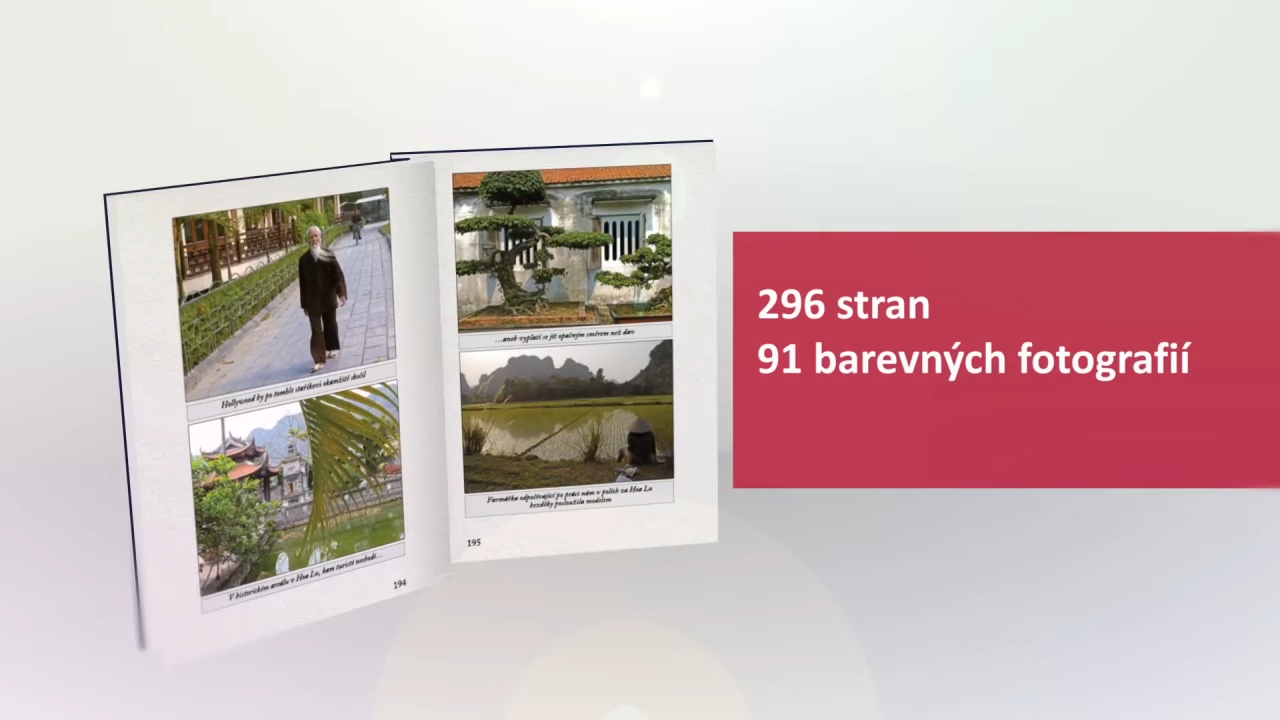 Hollywood by po tomhle staříkovi okamžitě skočil
V historickém areálu v Hoa Lu, kam turisté nechodí...
194
...aneb vyplatí se jít opačným směrem než dav
Farmářka odpočívající po práci nám v polích za Hoa Lu
bezděky posloužila modelem
195
296 stran
91 barevných fotografií